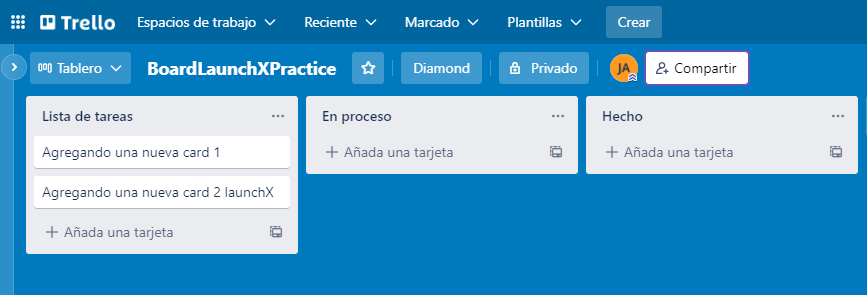 Trello Espacios de trabajo Reciente Marcado Plantillas Crear
Tablero BoardLaunchXPractice Diamond Privado JA Compartir
Lista de tareas
Agregando una nueva card 1
Agregando una nueva card 2 launchX
+ Añada una tarjeta
En proceso
+ Añada una tarjeta
Hecho
+ Añada una tarjeta